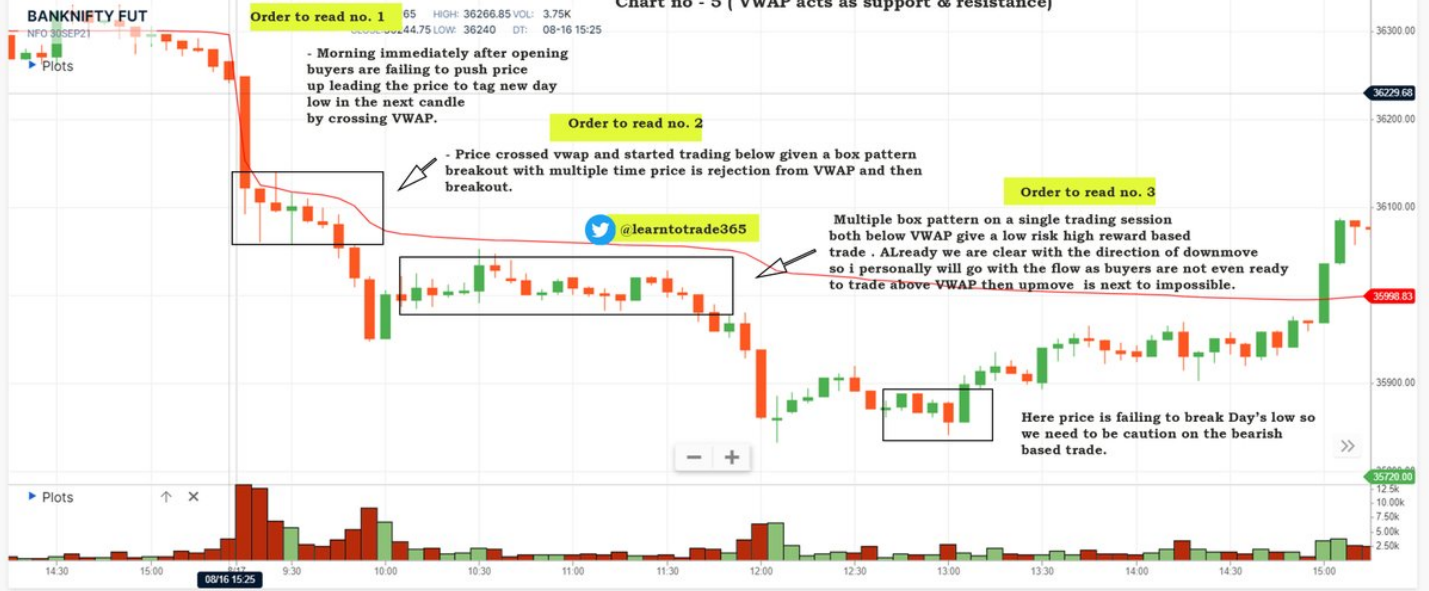 Chart no - 5 ( VWAP acts as support & resistance)
BANKNIFTY FUT
NFO 30SEP21
Plots
Order to read no. 1
65 HIGH: 36266.85 VOL: 3.75K
244.75 LOW: 36240 DT: 08-16 15:25
- Morning immediately after opening
buyers are failing to push price
up leading the price to tag new day
low in the next candle
by crossing VWAP.
Order to read no. 2
- Price crossed vwap and started trading below given a box pattern
breakout with multiple time price is rejection from VWAP and then
breakout.
@learntotrade365
Order to read no. 3
Multiple box pattern on a single trading session
both below VWAP give a low risk high reward based
trade . ALready we are clear with the direction of downmove
so i personally will go with the flow as buyers are not even ready
to trade above VWAP then upmove is next to impossible.
Here price is failing to break Day's low so
we need to be caution on the bearish
based trade.
36300.00
36229.68
36200.00
36100.00
35998.83
35900.00
35720.00
− +
Plots
12.5k
10.00k
7.50k
5.00k
2.50k
14:30 15:00 9:30 10:00 10:30 11:00 11:30 12:00 12:30 13:00 13:30 14:00 14:30 15:00
08/16 15:25